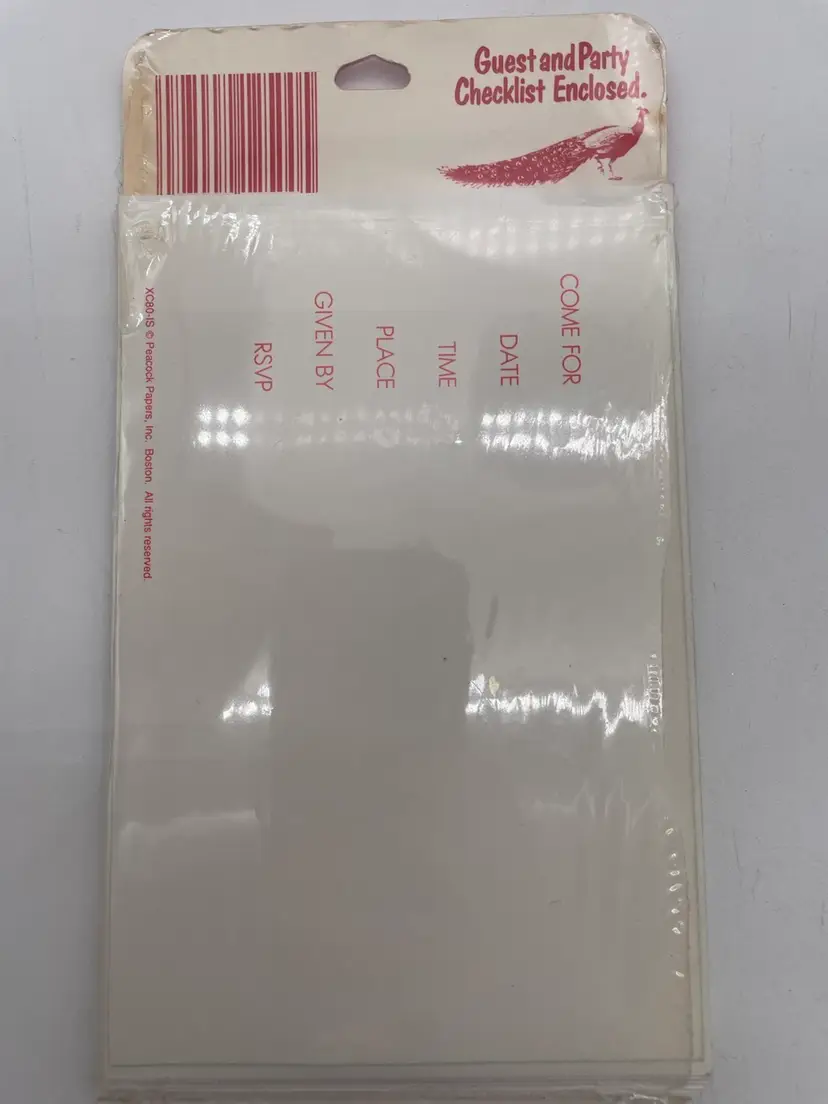 Guest and Party
Checklist Enclosed.
COME FOR
DATE
TIME
PLACE
GIVEN BY
RSVP
XC80-IS © Peacock Papers, Inc. Boston. All rights reserved.